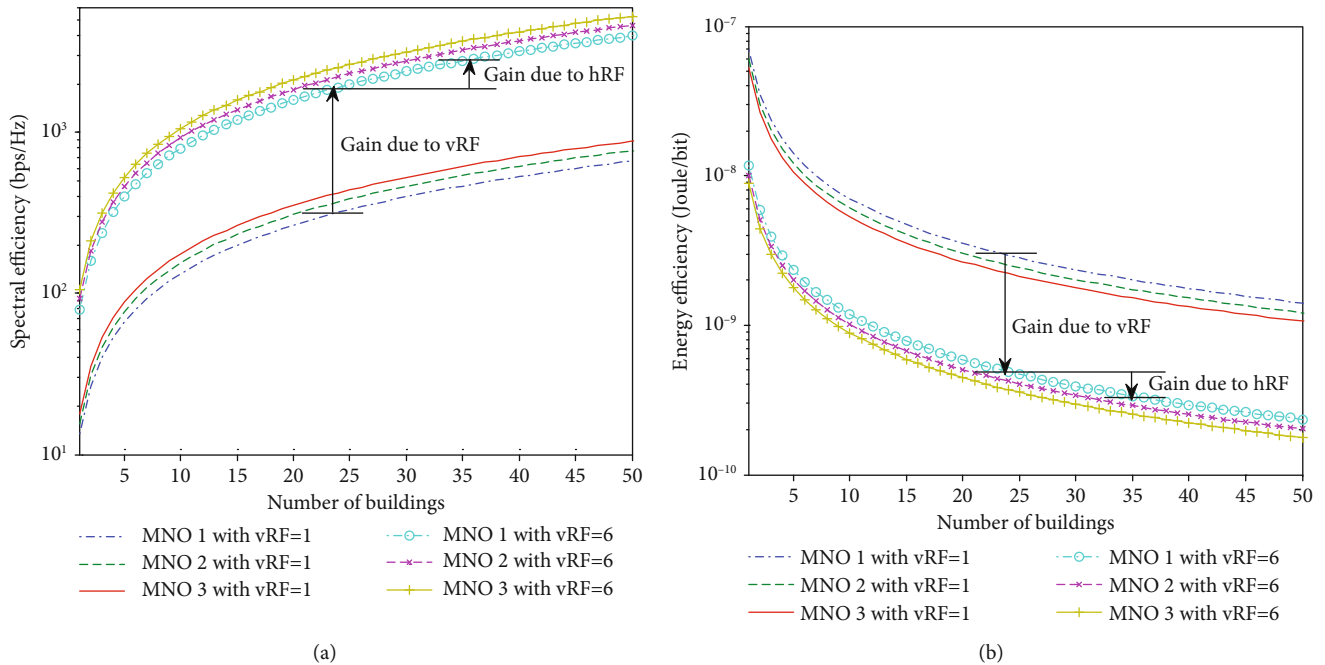 Spectral efficiency (bps/Hz)
10³
10²
10¹
Gain due to hRF
Gain due to vRF
5 10 15 20 25 30 35 40 45 50
Number of buildings
MNO 1 with vRF=1
MNO 2 with vRF=1
MNO 3 with vRF=1
MNO 1 with vRF=6
MNO 2 with vRF=6
MNO 3 with vRF=6
(a)
Energy efficiency (Joule/bit)
10⁻⁷
10⁻⁸
10⁻⁹
10⁻¹⁰
Gain due to vRF
Gain due to hRF
5 10 15 20 25 30 35 40 45 50
Number of buildings
MNO 1 with vRF=1
MNO 2 with vRF=1
MNO 3 with vRF=1
MNO 1 with vRF=6
MNO 2 with vRF=6
MNO 3 with vRF=6
(b)